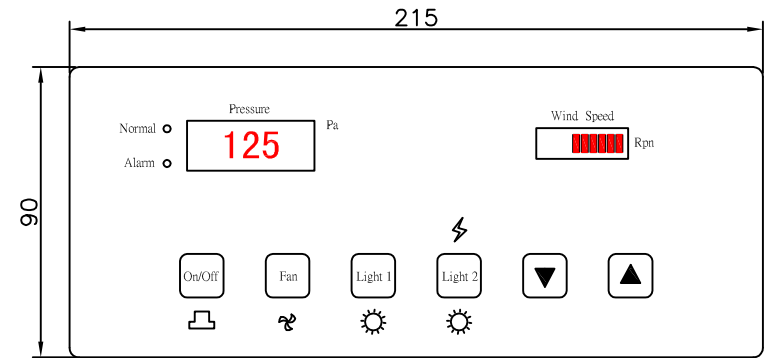 215
Pressure
Wind Speed
Normal
Pa
125
Rpn
Alarm
90
On/Off
Fan
Light 1
Light 2